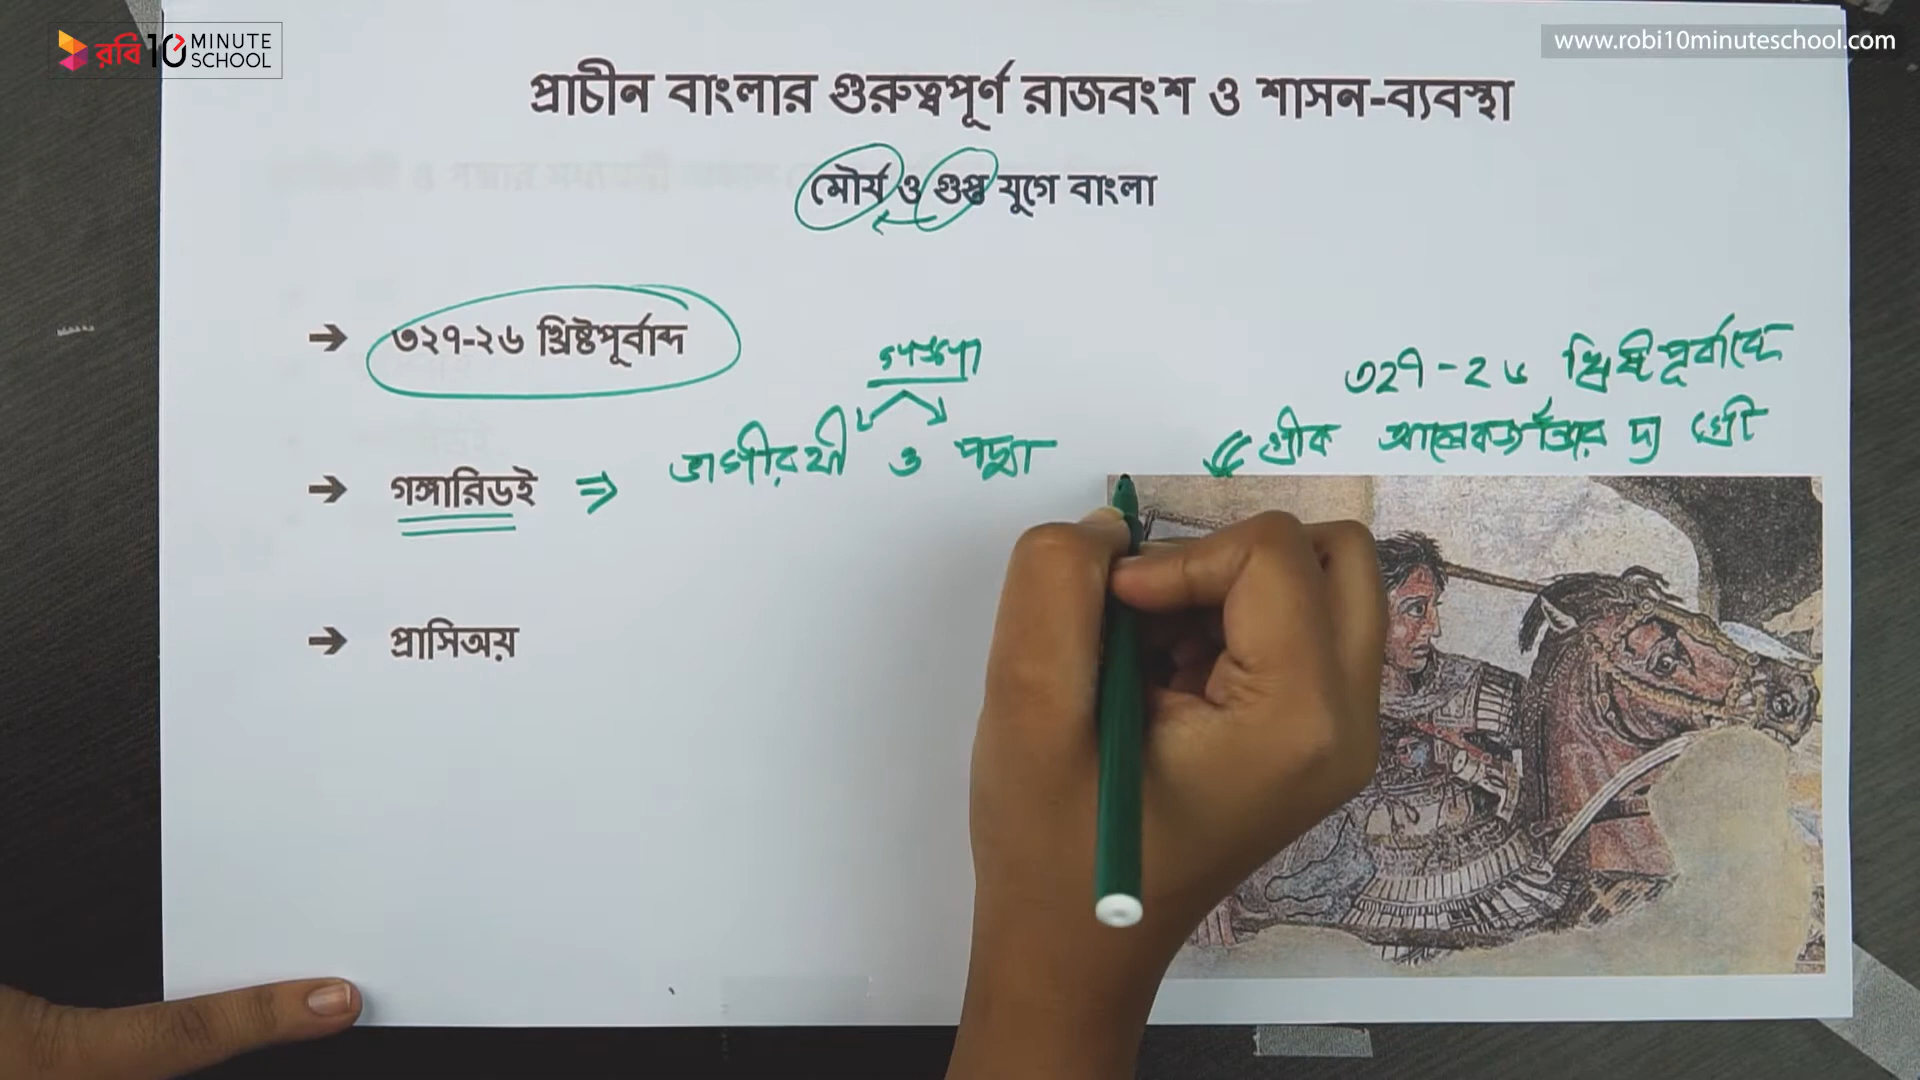 রবি 10 MINUTE SCHOOL
www.robi10minuteschool.com
প্রাচীন বাংলার গুরুত্বপূর্ণ রাজবংশ ও শাসন-ব্যবস্থা
মৌর্য ও গুপ্ত যুগে বাংলা
→ ৩২৭-২৬ খ্রিষ্টপূর্বাব্দ
গঙ্গা
৩২৭-২৬ খ্রিষ্টপূর্বাব্দে
→ গঙ্গারিডই ⇒ ভাগীরথী ও পদ্মা
গ্রীক আলেকজান্ডার দ্য গ্রেট
→ প্রাসিঅয়